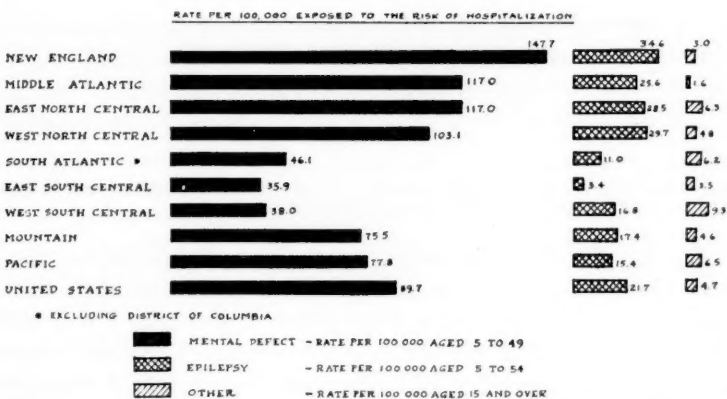 RATE PER 100,000 EXPOSED TO THE RISK OF HOSPITALIZATION
NEW ENGLAND 147.7 34.6 3.0
MIDDLE ATLANTIC 117.0 25.6 1.6
EAST NORTH CENTRAL 117.0 28.5 6.3
WEST NORTH CENTRAL 103.1 29.7 4.8
SOUTH ATLANTIC * 46.1 11.0 6.2
EAST SOUTH CENTRAL 35.9 3.4 3.5
WEST SOUTH CENTRAL 38.0 16.8 9.3
MOUNTAIN 75.5 17.4 4.6
PACIFIC 77.8 15.4 6.5
UNITED STATES 89.7 21.7 4.7
* EXCLUDING DISTRICT OF COLUMBIA
MENTAL DEFECT - RATE PER 100 000 AGED 5 TO 49
EPILEPSY - RATE PER 100 000 AGED 5 TO 54
OTHER - RATE PER 100 000 AGED 15 AND OVER